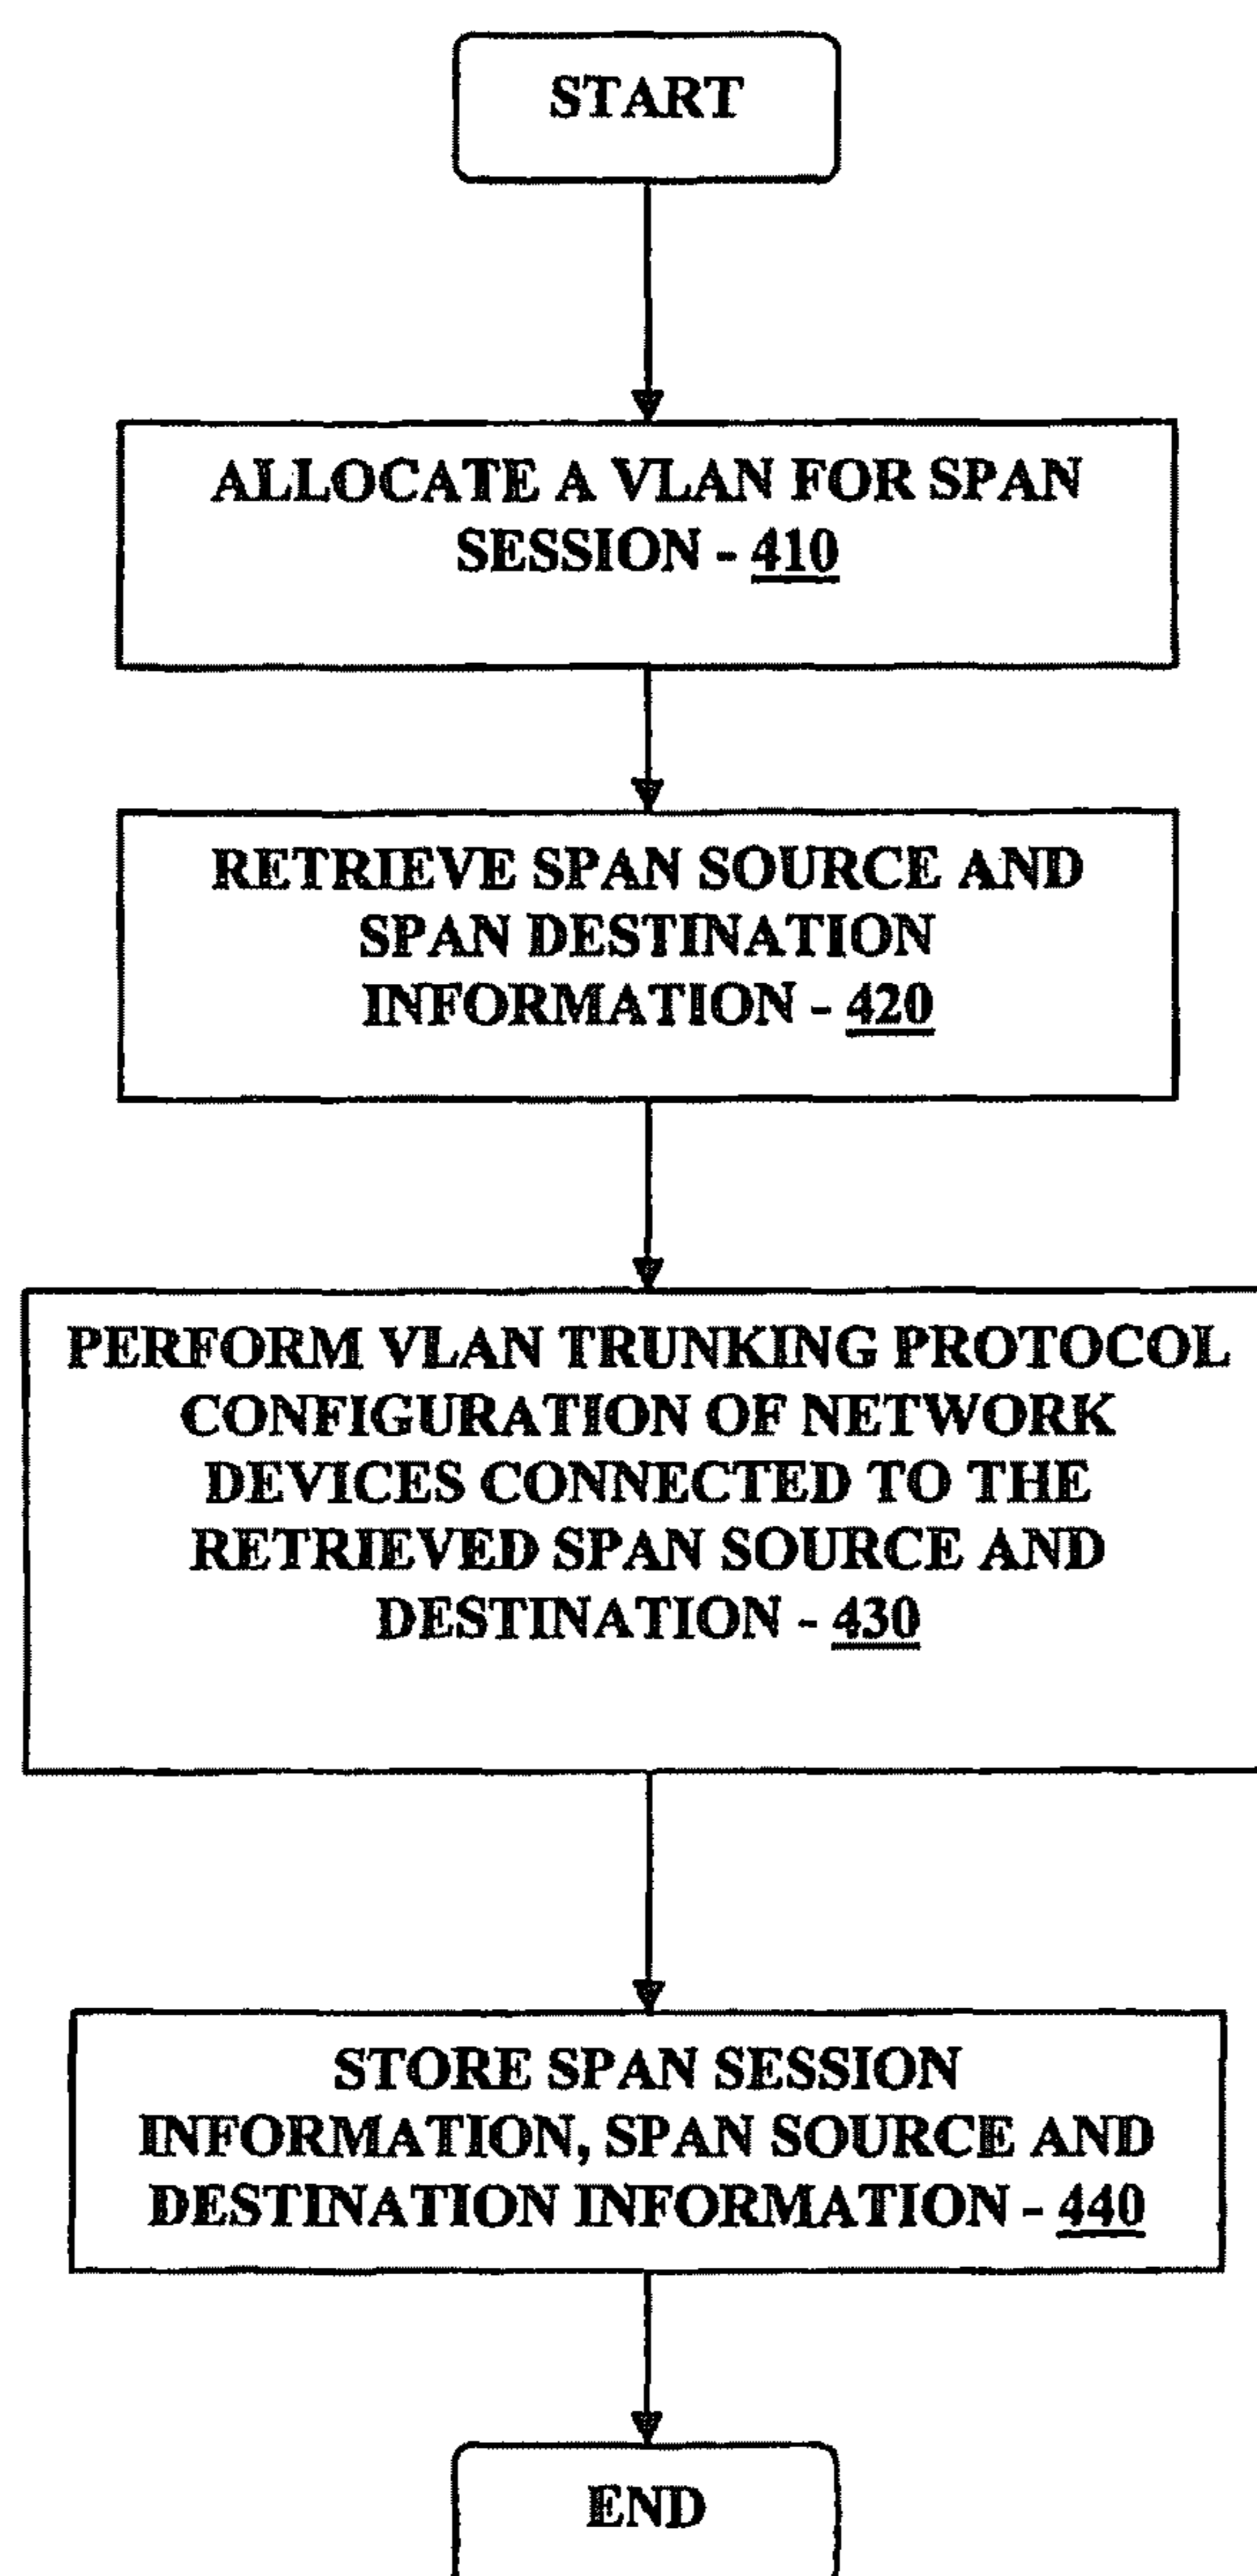 START
ALLOCATE A VLAN FOR SPAN
SESSION - 410
RETRIEVE SPAN SOURCE AND
SPAN DESTINATION
INFORMATION - 420
PERFORM VLAN TRUNKING PROTOCOL
CONFIGURATION OF NETWORK
DEVICES CONNECTED TO THE
RETRIEVED SPAN SOURCE AND
DESTINATION - 430
STORE SPAN SESSION
INFORMATION, SPAN SOURCE AND
DESTINATION INFORMATION - 440
END